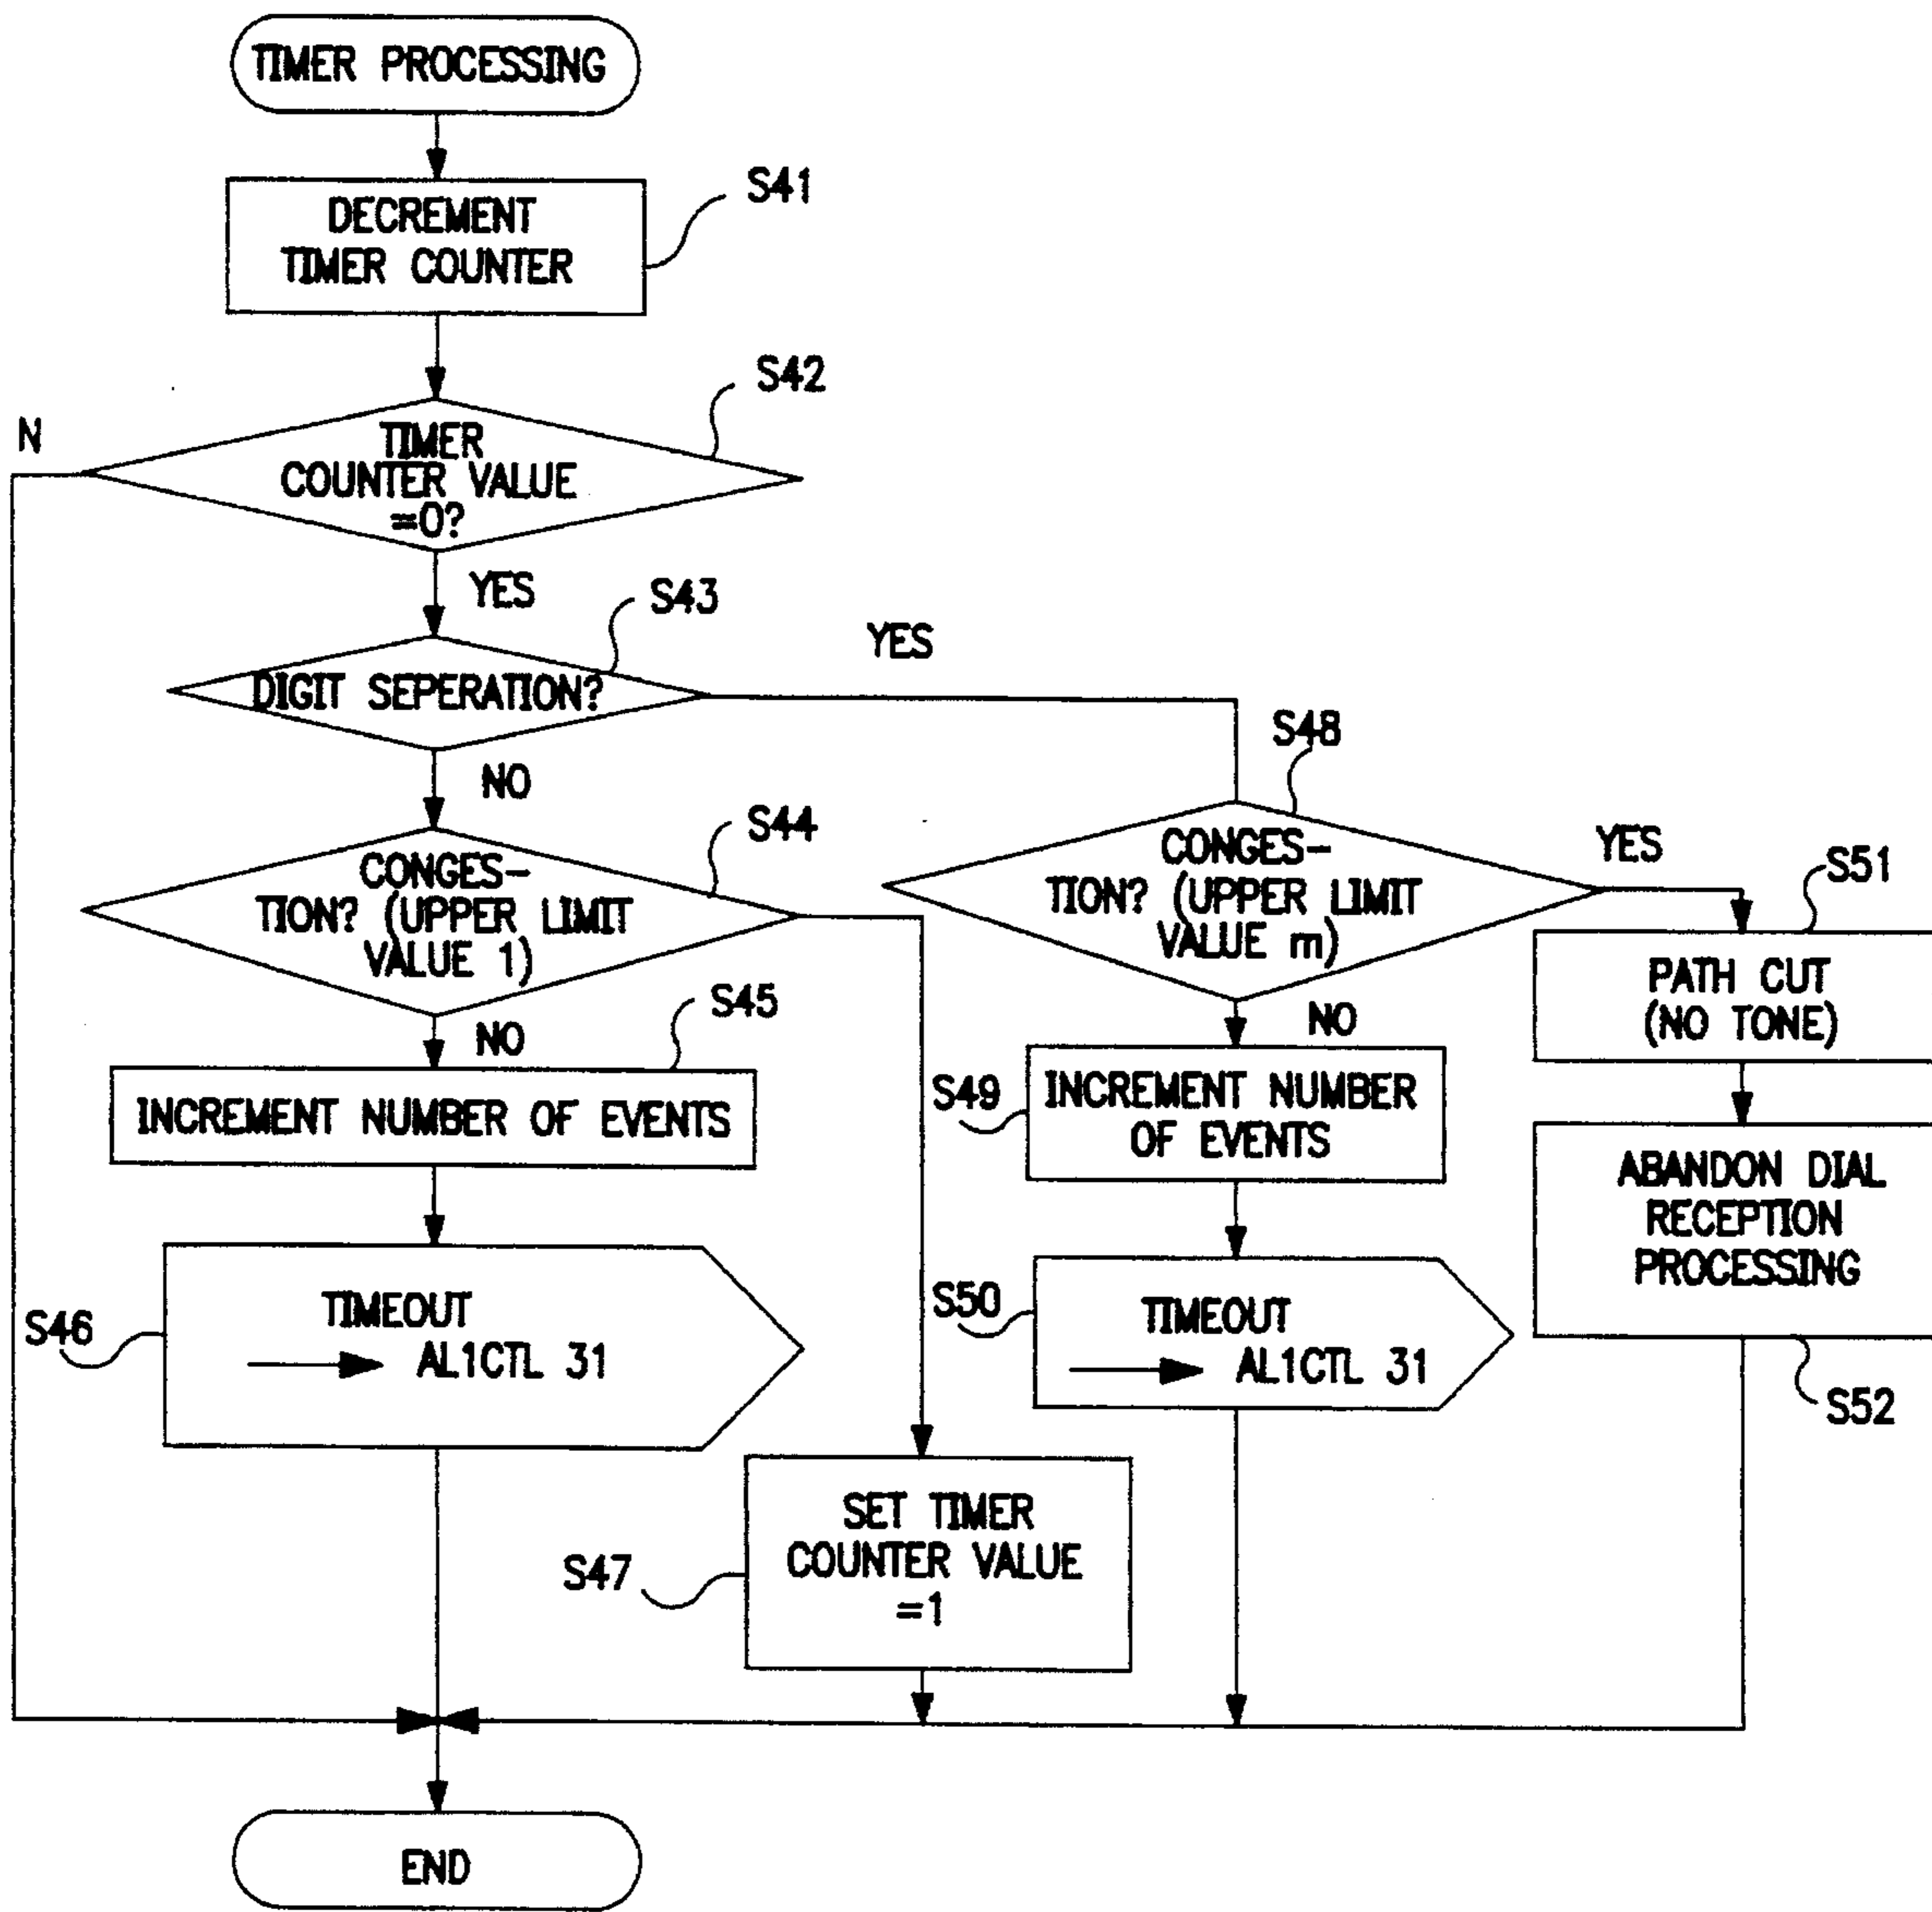 TIMER PROCESSING
S41
DECREMENT
TIMER COUNTER
S42
N
TIMER
COUNTER VALUE
=0?
YES
S43
YES
DIGIT SEPERATION?
NO
S48
S44
CONGES-
TION? (UPPER LIMIT
VALUE 1)
CONGES-
TION? (UPPER LIMIT
VALUE m)
YES
S51
PATH CUT
(NO TONE)
NO
S45
INCREMENT NUMBER OF EVENTS
NO
S49
INCREMENT NUMBER
OF EVENTS
ABANDON DIAL
RECEPTION
PROCESSING
S46
TIMEOUT
AL1CTL 31
S50
TIMEOUT
AL1CTL 31
S52
S47
SET TIMER
COUNTER VALUE
=1
END